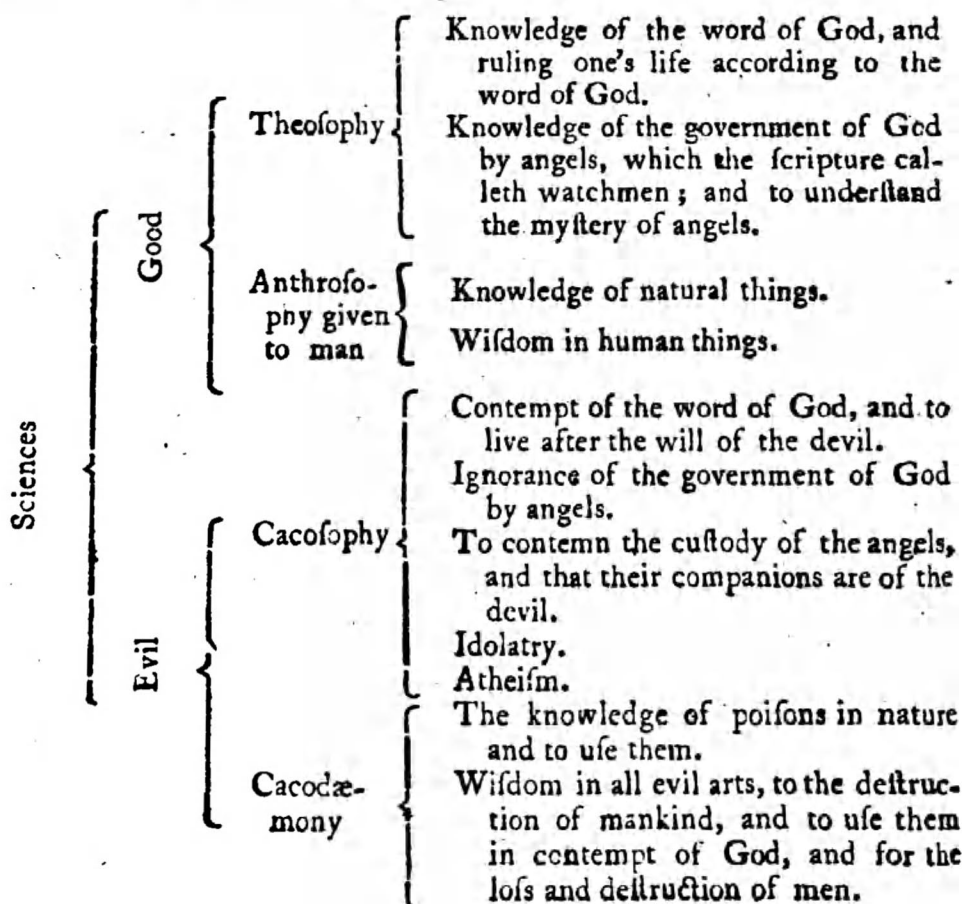 Sciences
Good
Theoſophy
Knowledge of the word of God, and
ruling one's life according to the
word of God.
Knowledge of the government of God
by angels, which the ſcripture cal-
leth watchmen ; and to underſtand
the myſtery of angels.
Anthroſo-
phy given
to man
Knowledge of natural things.
Wiſdom in human things.
Evil
Cacoſophy
Contempt of the word of God, and to
live after the will of the devil.
Ignorance of the government of God
by angels.
To contemn the cuſtody of the angels,
and that their companions are of the
devil.
Idolatry.
Atheiſm.
Cacodæ-
mony
The knowledge of poiſons in nature
and to uſe them.
Wiſdom in all evil arts, to the deſtruc-
tion of mankind, and to uſe them
in contempt of God, and for the
loſs and deſtruction of men.